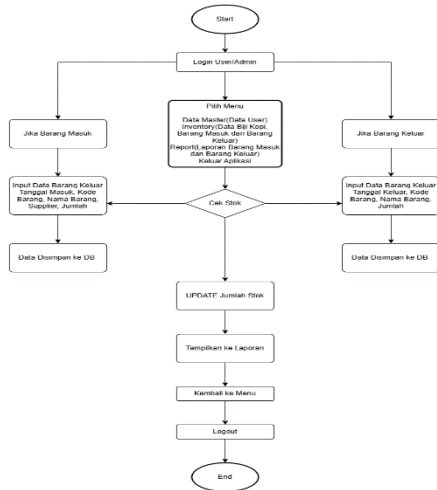 Start
Login User/Admin
Pilih Menu
Data Master(Data User)
Inventory(Data Biji Kopi,
Barang Masuk dan Barang
Keluar)
Report(Laporan Barang Masuk
dan Barang Keluar)
Keluar Aplikasi
Jika Barang Masuk
Jika Barang Keluar
Input Data Barang Keluar
Tanggal Masuk, Kode
Barang, Nama Barang,
Supplier, Jumlah
Cek Stok
Input Data Barang Keluar
Tanggal Keluar, Kode
Barang, Nama Barang,
Jumlah
Data Disimpan ke DB
Data Disimpan ke DB
UPDATE Jumlah Stok
Tampilkan ke Laporan
Kembali ke Menu
Logout
End